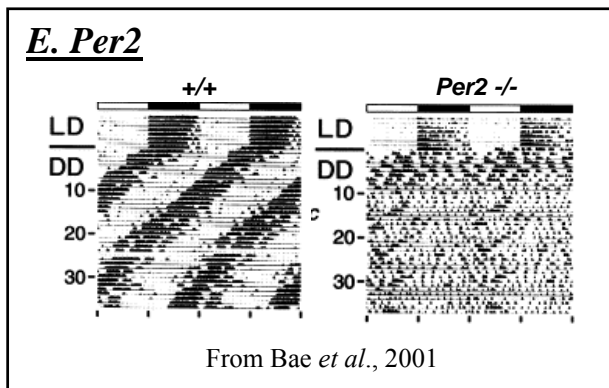 E. Per2
+/+
Per2 -/-
LD
DD
10
20
30
LD
DD
10
c
20
30
From Bae et al., 2001